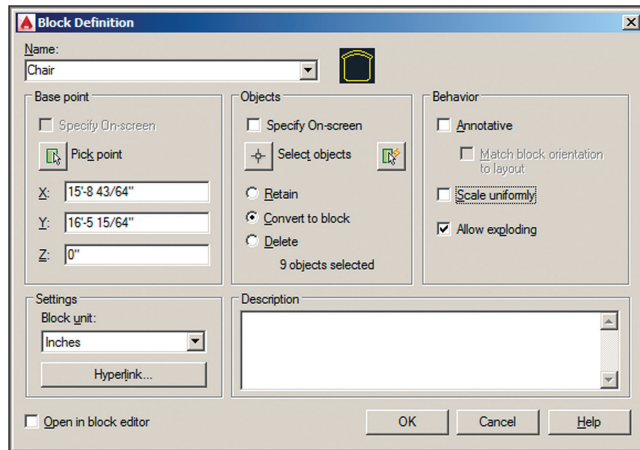 Block Definition
Name:
Chair
Base point
Specify On-screen
Pick point
X: 15'-8 43/64"
Y: 16'-5 15/64"
Z: 0"
Objects
Specify On-screen
Select objects
Retain
Convert to block
Delete
9 objects selected
Behavior
Annotative
Match block orientation
to layout
Scale uniformly
Allow exploding
Settings
Block unit:
Inches
Hyperlink...
Description
Open in block editor
OK Cancel Help